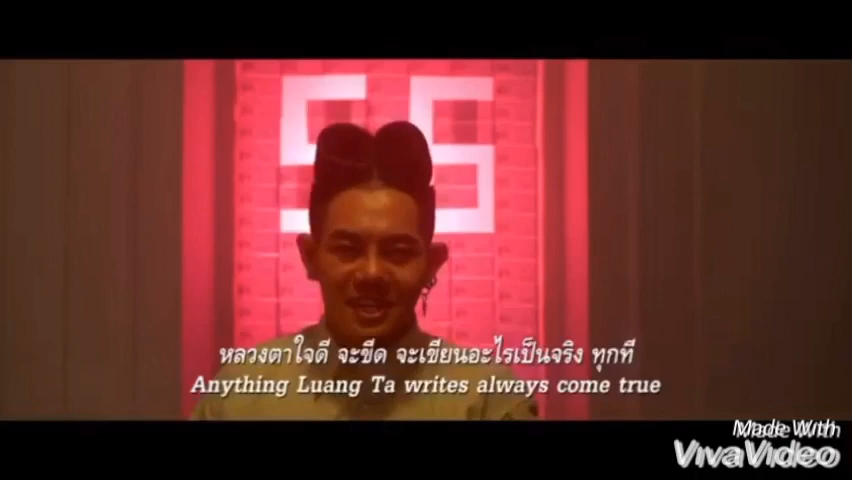 55
หลวงตาใจดี จะขีด จะเขียนอะไรเป็นจริง ทุกที
Anything Luang Ta writes always come true
Made With
VivaVideo